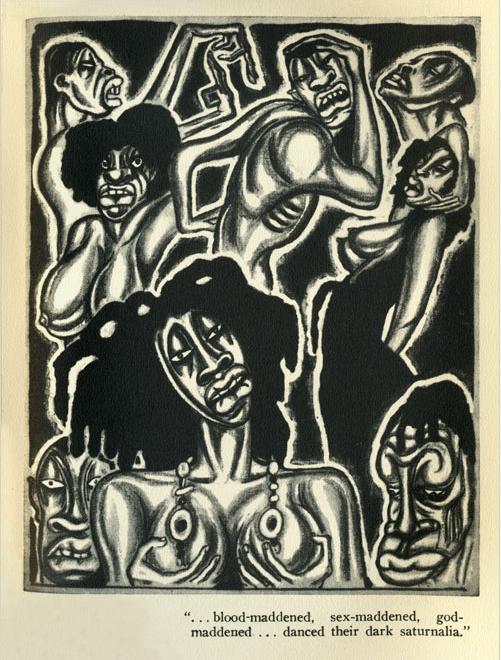 “... blood-maddened, sex-maddened, god-
maddened ... danced their dark saturnalia.”